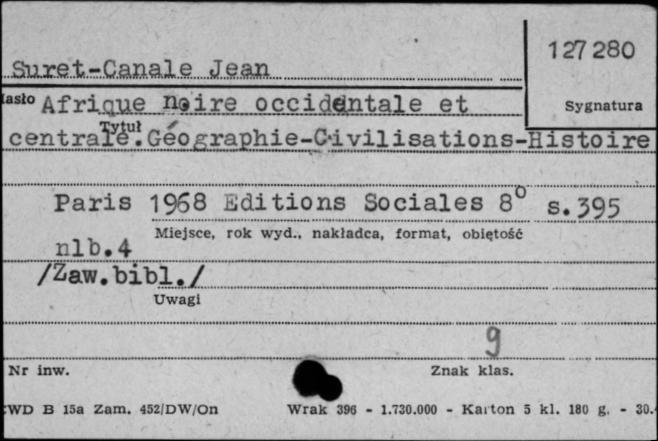 127280
Suret-Canale Jean
Hasło Afrique noire occidentale et
Sygnatura
Tytuł
centrale.Géographie-Civilisations-Histoire
Paris 1968 Editions Sociales 8° s.395
Miejsce, rok wyd., nakładca, format, objętość
nlb.4
/Zaw.bibl./
Uwagi
9
Nr inw. Znak klas.
CWD B 15a Zam. 452/DW/On Wrak 396 - 1.730.000 - Karton 5 kl. 180 g. - 30.